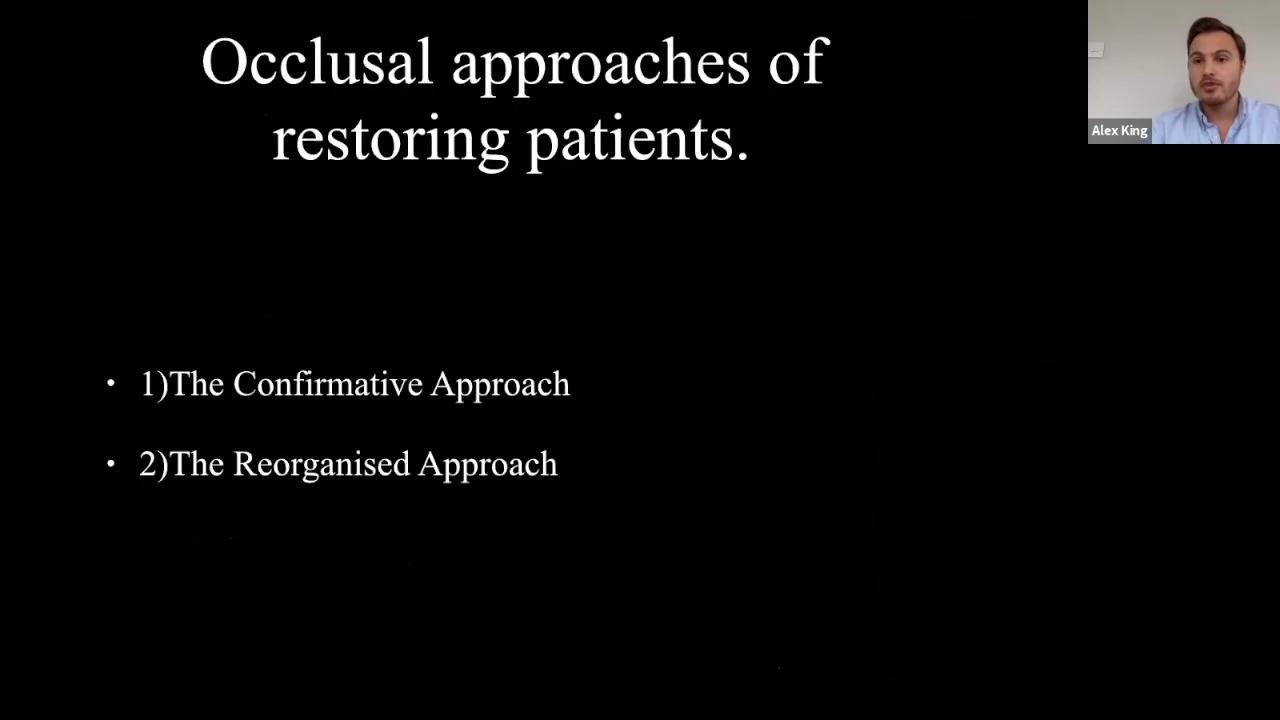 Occlusal approaches of
restoring patients.
Alex King
• 1)The Confirmative Approach
• 2)The Reorganised Approach